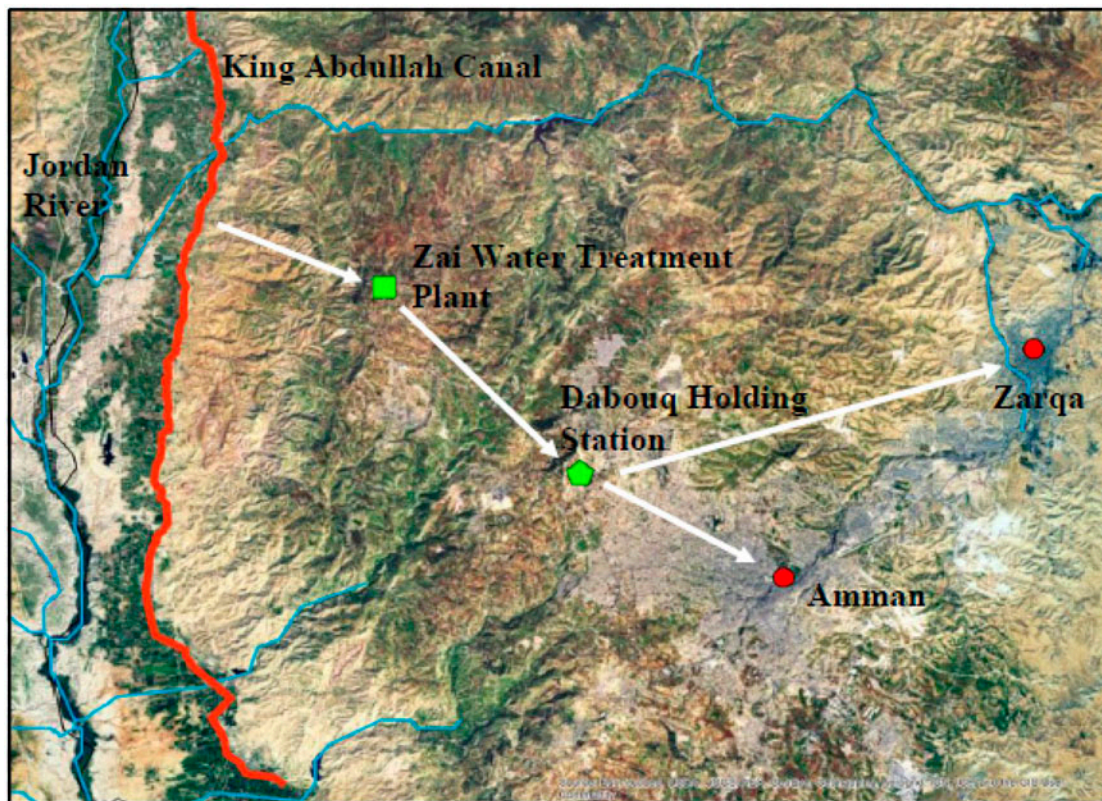 King Abdullah Canal
Jordan
River
Zai Water Treatment
Plant
Dabouq Holding
Station
Zarqa
Amman